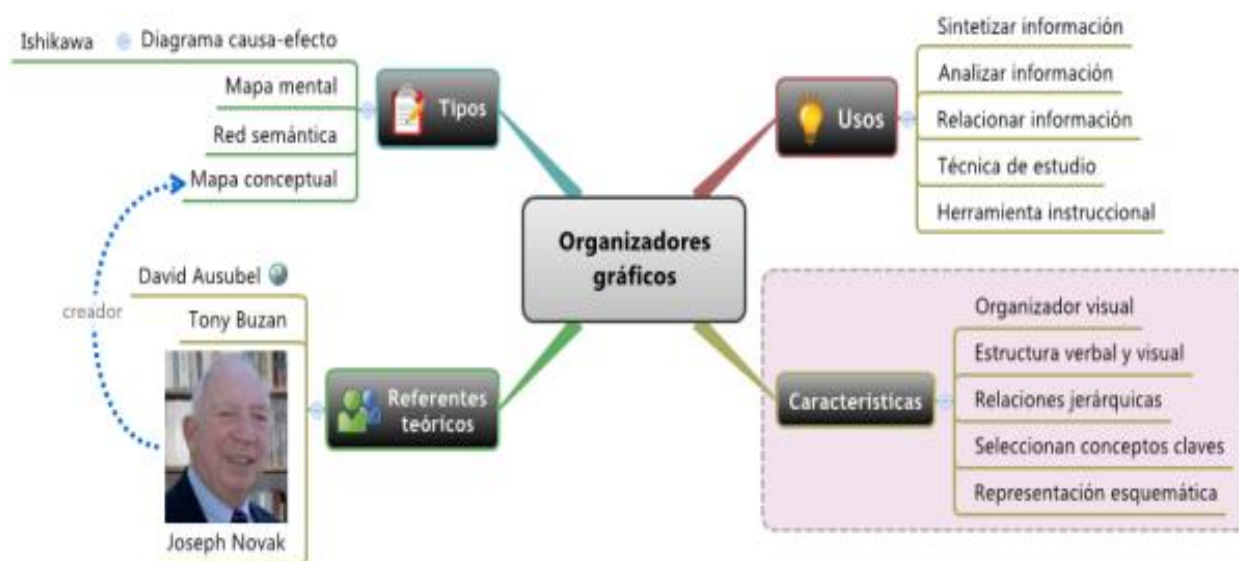 Ishikawa
Diagrama causa-efecto
Mapa mental
Red semántica
Mapa conceptual
Tipos
Usos
Sintetizar información
Analizar información
Relacionar información
Técnica de estudio
Herramienta instruccional
Organizadores
gráficos
David Ausubel
Tony Buzan
Joseph Novak
creador
Referentes
teóricos
Características
Organizador visual
Estructura verbal y visual
Relaciones jerárquicas
Seleccionan conceptos claves
Representación esquemática